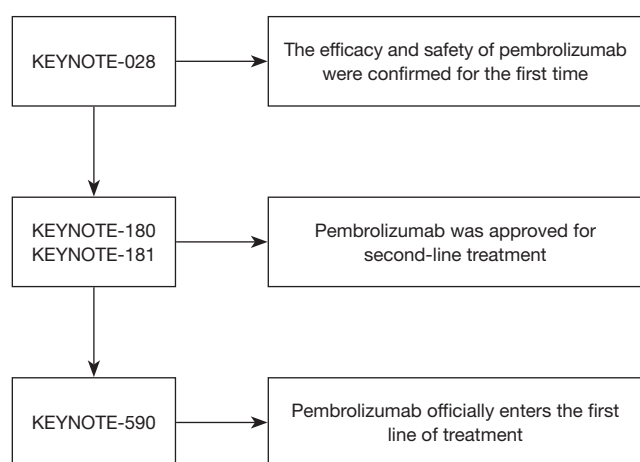 KEYNOTE-028
The efficacy and safety of pembrolizumab
were confirmed for the first time
KEYNOTE-180
KEYNOTE-181
Pembrolizumab was approved for
second-line treatment
KEYNOTE-590
Pembrolizumab officially enters the first
line of treatment